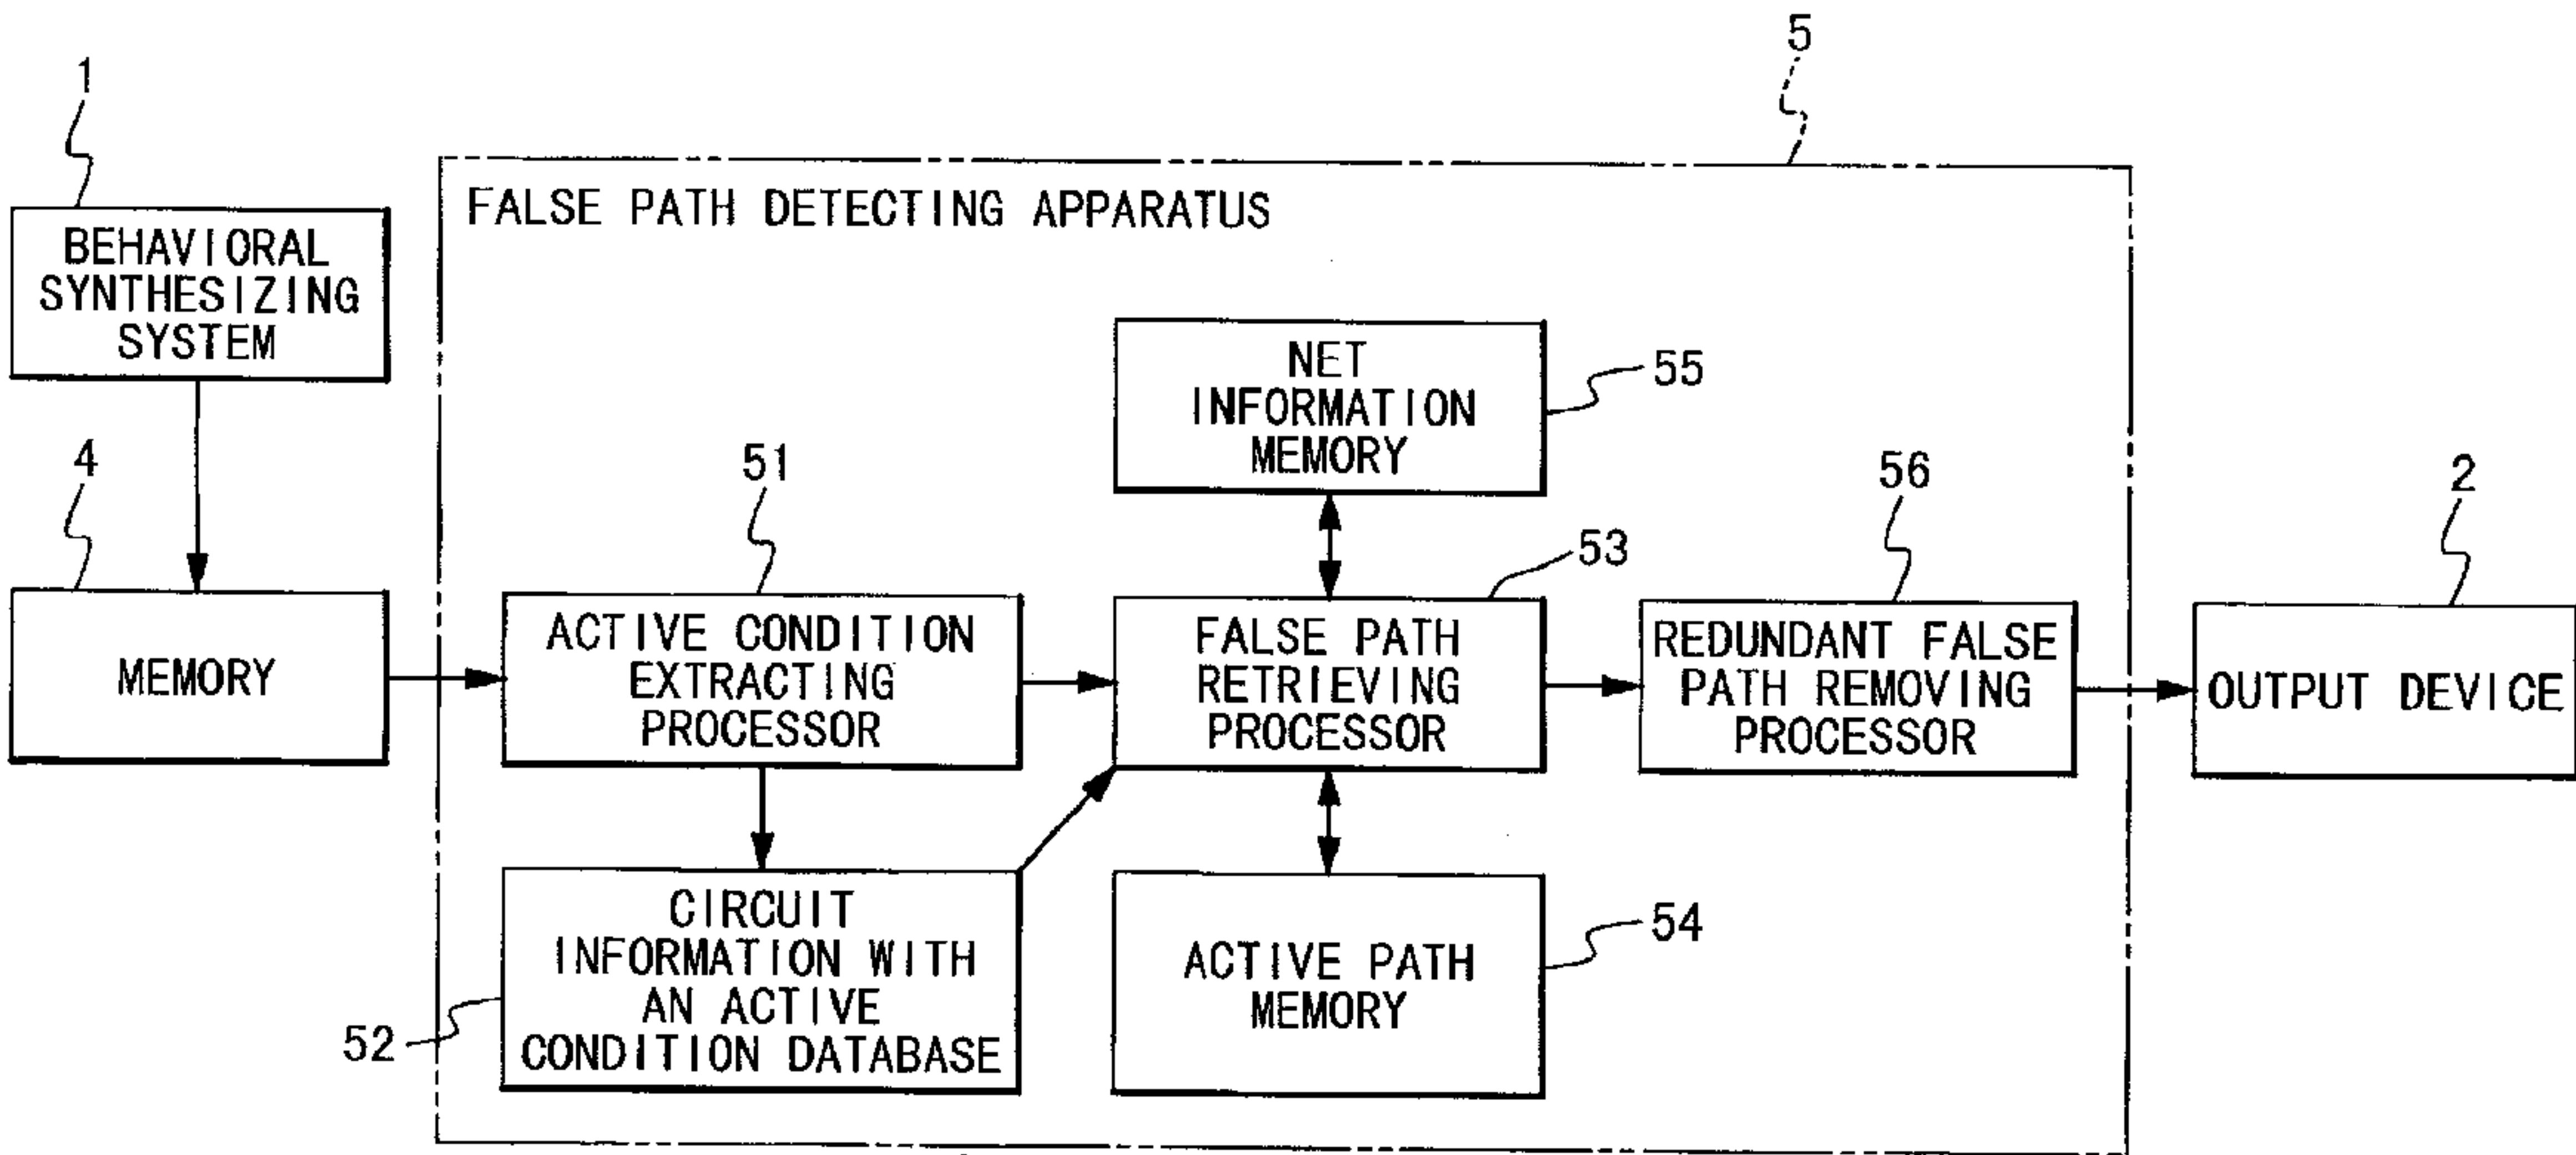 5
1
FALSE PATH DETECTING APPARATUS
BEHAVIORAL
SYNTHESIZING
SYSTEM
NET
INFORMATION
MEMORY
55
4
51
56
2
53
MEMORY
ACTIVE CONDITION
EXTRACTING
PROCESSOR
FALSE PATH
RETRIEVING
PROCESSOR
REDUNDANT FALSE
PATH REMOVING
PROCESSOR
OUTPUT DEVICE
CIRCUIT
INFORMATION WITH
AN ACTIVE
CONDITION DATABASE
52
ACTIVE PATH
MEMORY
54